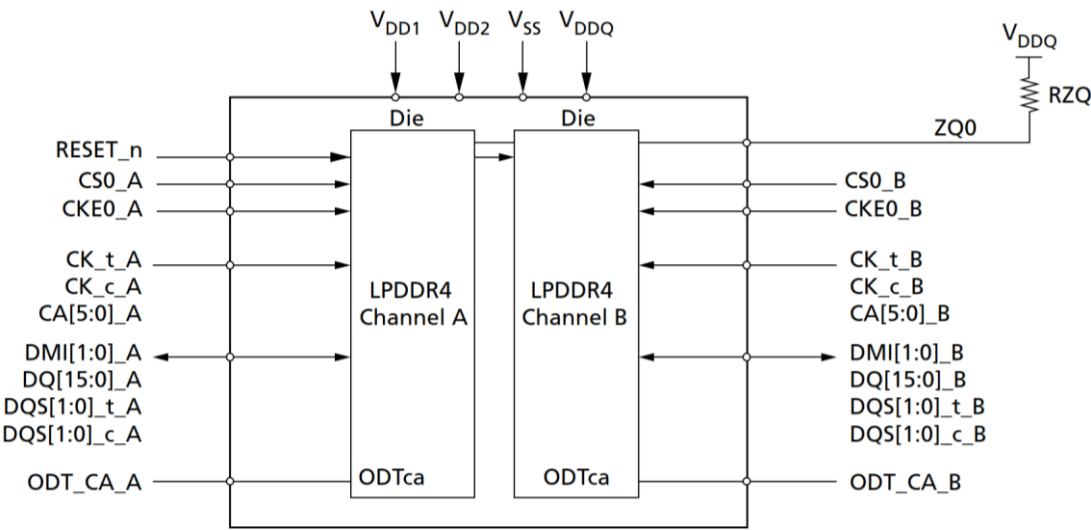 VDD1 VDD2 VSS VDDQ
VDDQ
RZQ
ZQ0
Die Die
RESET_n
CS0_A
CKE0_A
CK_t_A
CK_c_A
CA[5:0]_A
DMI[1:0]_A
DQ[15:0]_A
DQS[1:0]_t_A
DQS[1:0]_c_A
ODT_CA_A
LPDDR4
Channel A
ODTca
LPDDR4
Channel B
ODTca
CS0_B
CKE0_B
CK_t_B
CK_c_B
CA[5:0]_B
DMI[1:0]_B
DQ[15:0]_B
DQS[1:0]_t_B
DQS[1:0]_c_B
ODT_CA_B